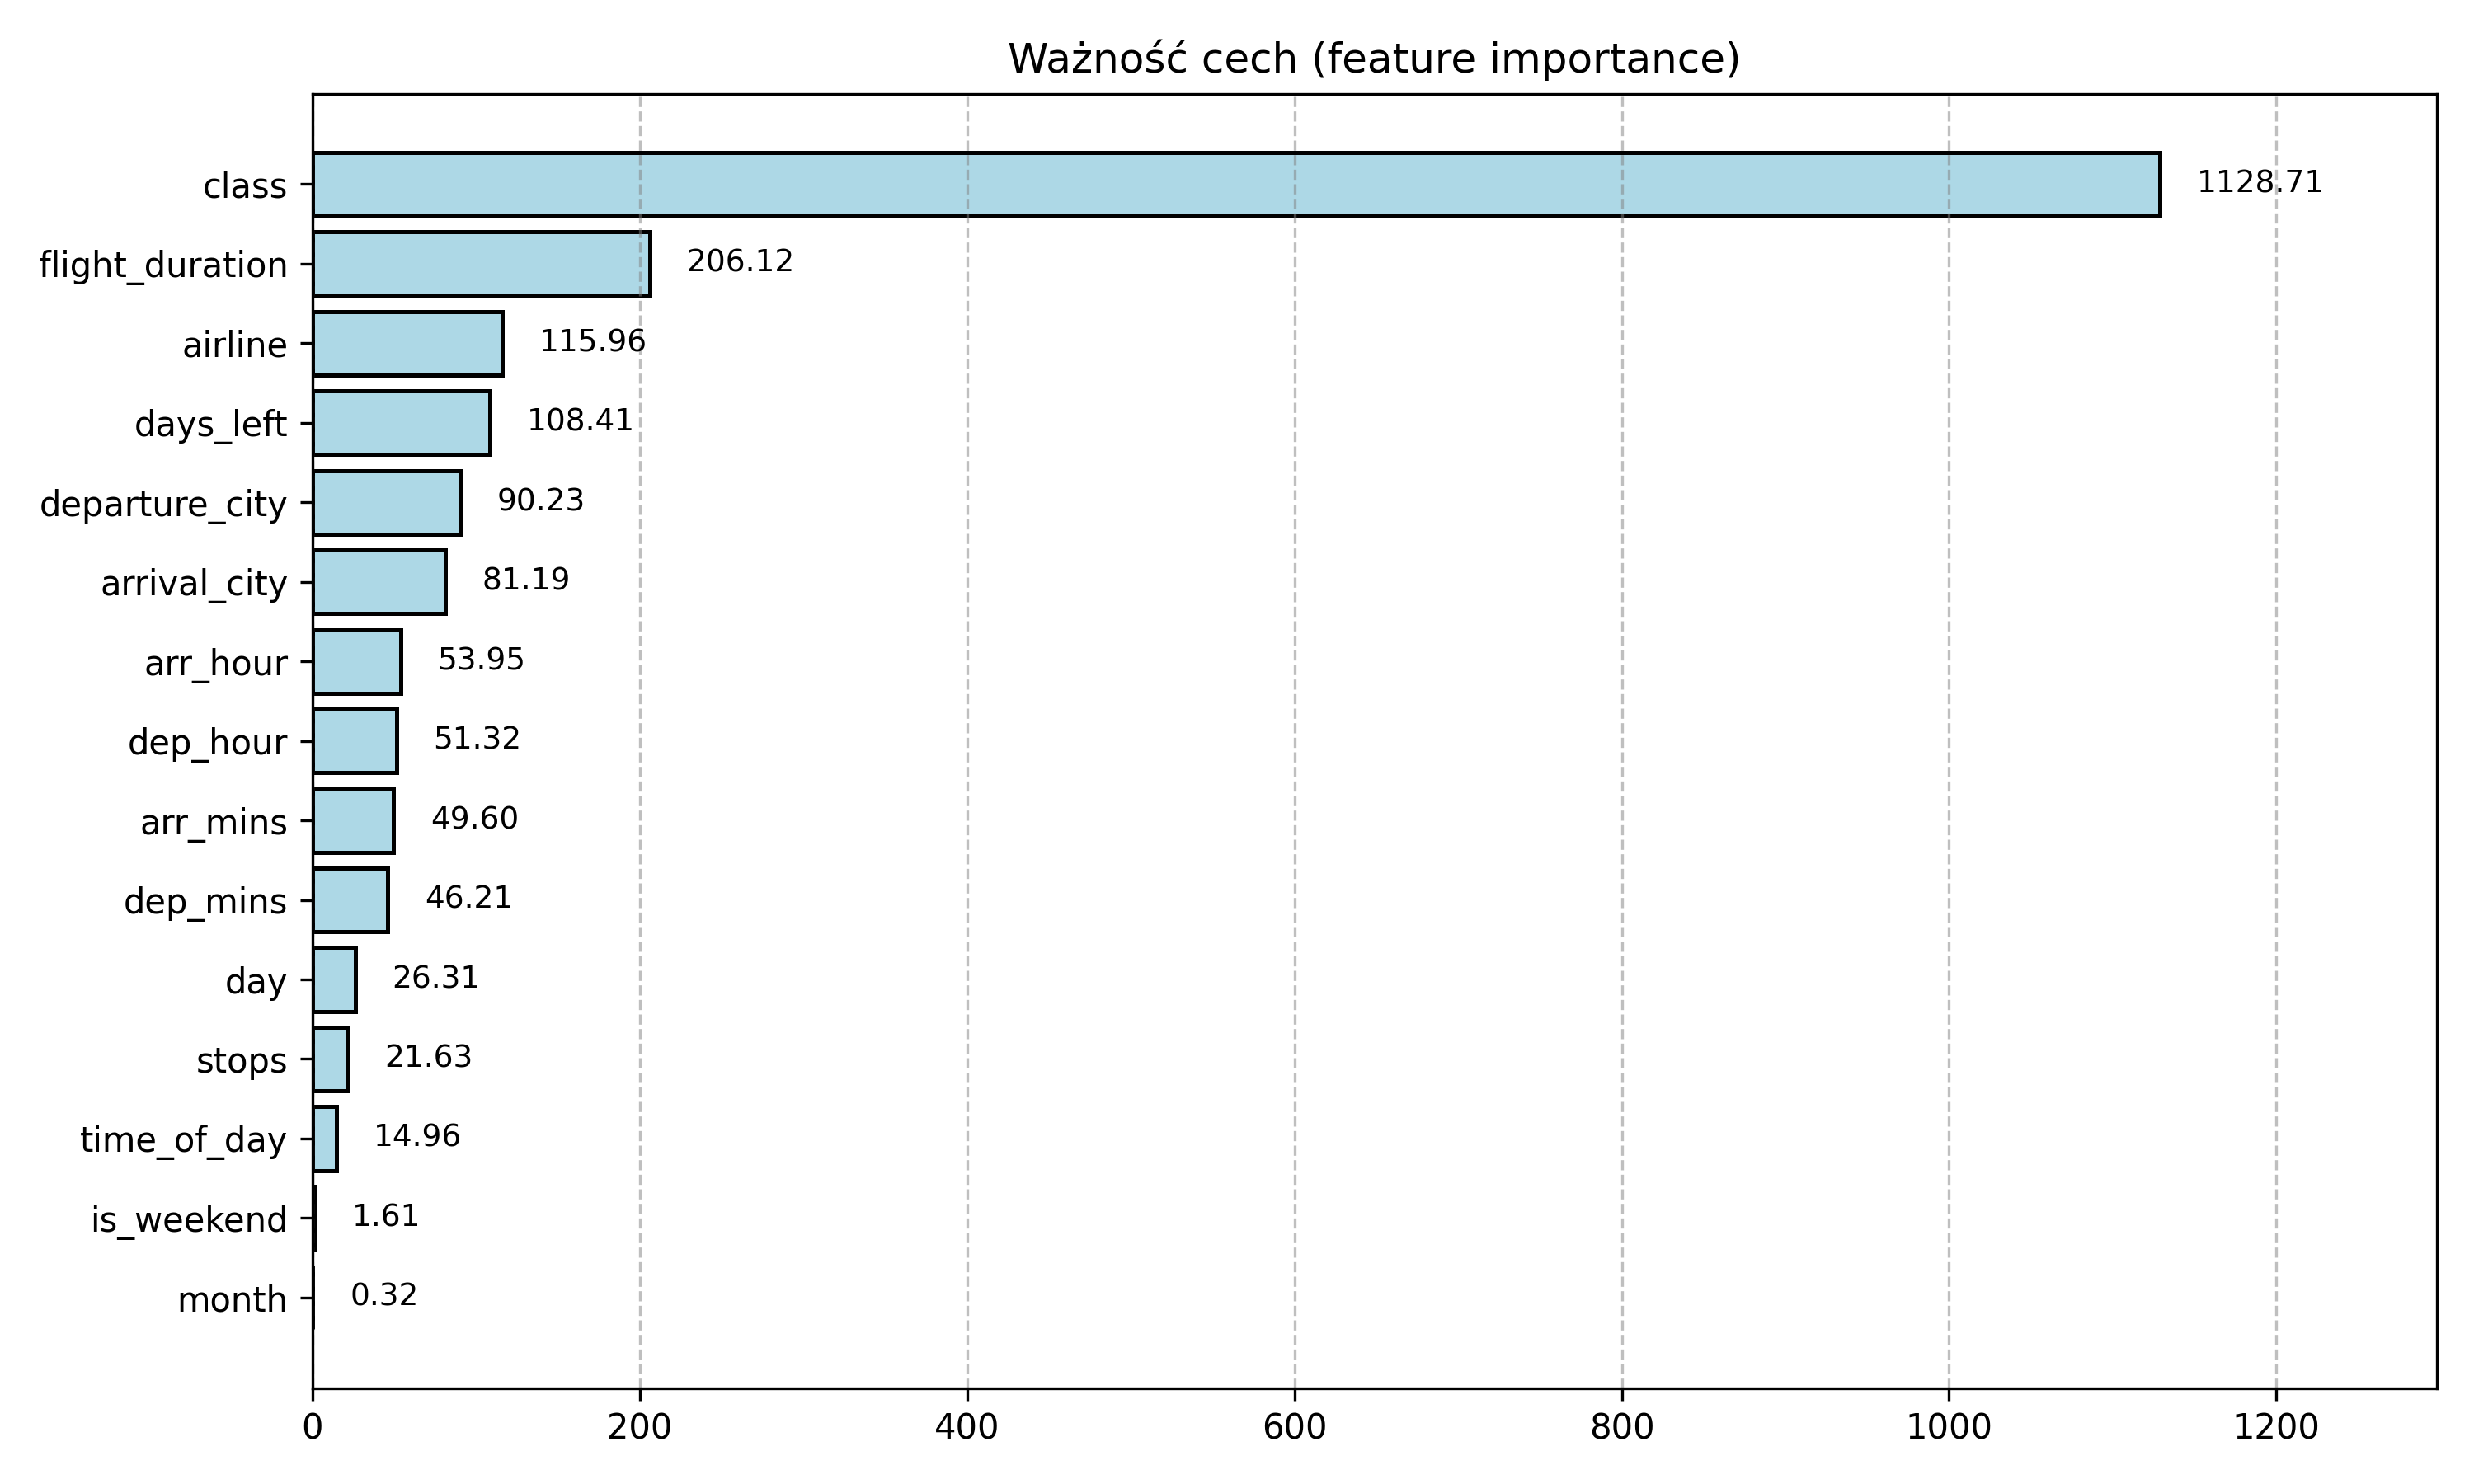 Ważność cech (feature importance)
class 1128.71
flight_duration 206.12
airline 115.96
days_left 108.41
departure_city 90.23
arrival_city 81.19
arr_hour 53.95
dep_hour 51.32
arr_mins 49.60
dep_mins 46.21
day 26.31
stops 21.63
time_of_day 14.96
is_weekend 1.61
month 0.32
0 200 400 600 800 1000 1200